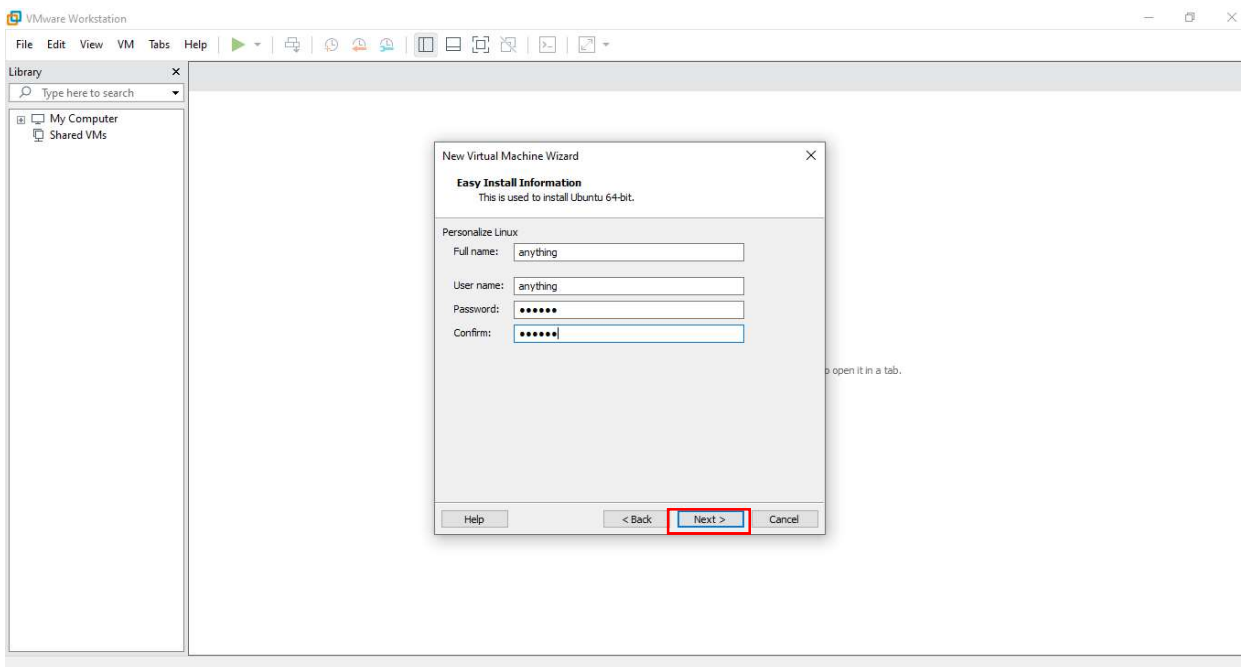 VMware Workstation
File Edit View VM Tabs Help
Library
Type here to search
My Computer
Shared VMs
New Virtual Machine Wizard
Easy Install Information
This is used to install Ubuntu 64-bit.
Personalize Linux
Full name: anything
User name: anything
Password: ●●●●●●
Confirm: ●●●●●●
open it in a tab.
Help < Back Next > Cancel